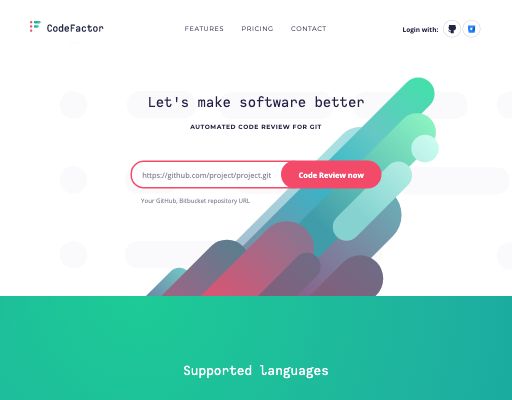 CodeFactor
FEATURES PRICING CONTACT
Login with:
Let's make software better
AUTOMATED CODE REVIEW FOR GIT
https://github.com/project/project.git
Code Review now
Your GitHub, Bitbucket repository URL
Supported languages